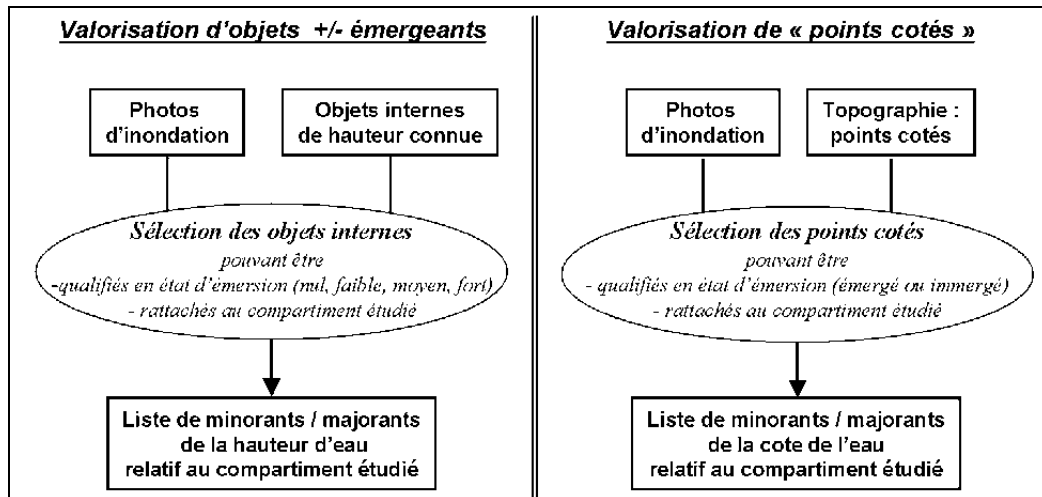 Valorisation d'objets +/- émergeants
Photos
d'inondation
Objets internes
de hauteur connue
Sélection des objets internes
pouvant être
-qualifiés en état d'émersion (nul, faible, moyen, fort)
- rattachés au compartiment étudié
Liste de minorants / majorants
de la hauteur d'eau
relatif au compartiment étudié
Valorisation de « points cotés »
Photos
d'inondation
Topographie :
points cotés
Sélection des points cotés
pouvant être
- qualifiés en état d'émersion (émergé ou immergé)
- rattachés au compartiment étudié
Liste de minorants / majorants
de la cote de l'eau
relatif au compartiment étudié